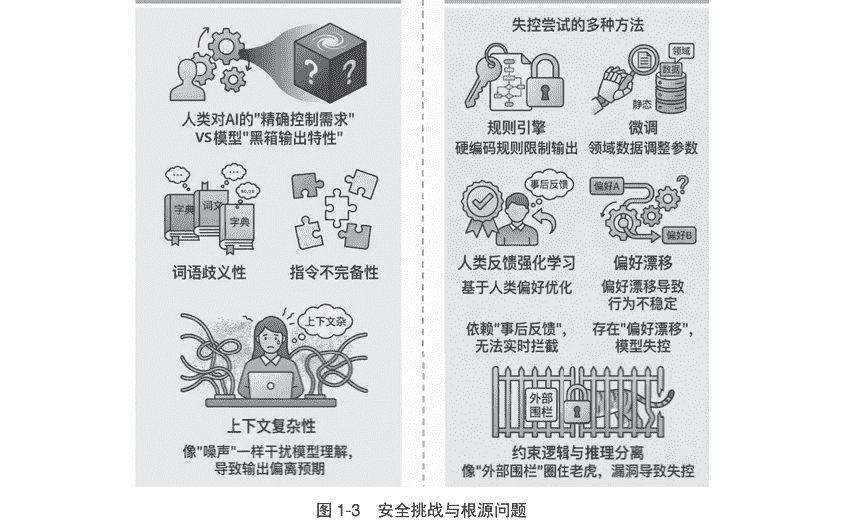 人类对AI的"精确控制需求"
VS模型"黑箱输出特性"
? ?
...
...
字典
词文
字典
词语歧义性
指令不完备性
上下文杂
上下文复杂性
像"噪声"一样干扰模型理解，
导致输出偏离预期
失控尝试的多种方法
领域
数据
静态
规则引擎
硬编码规则限制输出
微调
领域数据调整参数
事后反馈
偏好A
?
偏好B
人类反馈强化学习
基于人类偏好优化
依赖"事后反馈"，
无法实时拦截
偏好漂移
偏好漂移导致
行为不稳定
存在"偏好漂移"，
模型失控
外部
围栏
约束逻辑与推理分离
像"外部围栏"圈住老虎，漏洞导致失控
图 1-3 安全挑战与根源问题